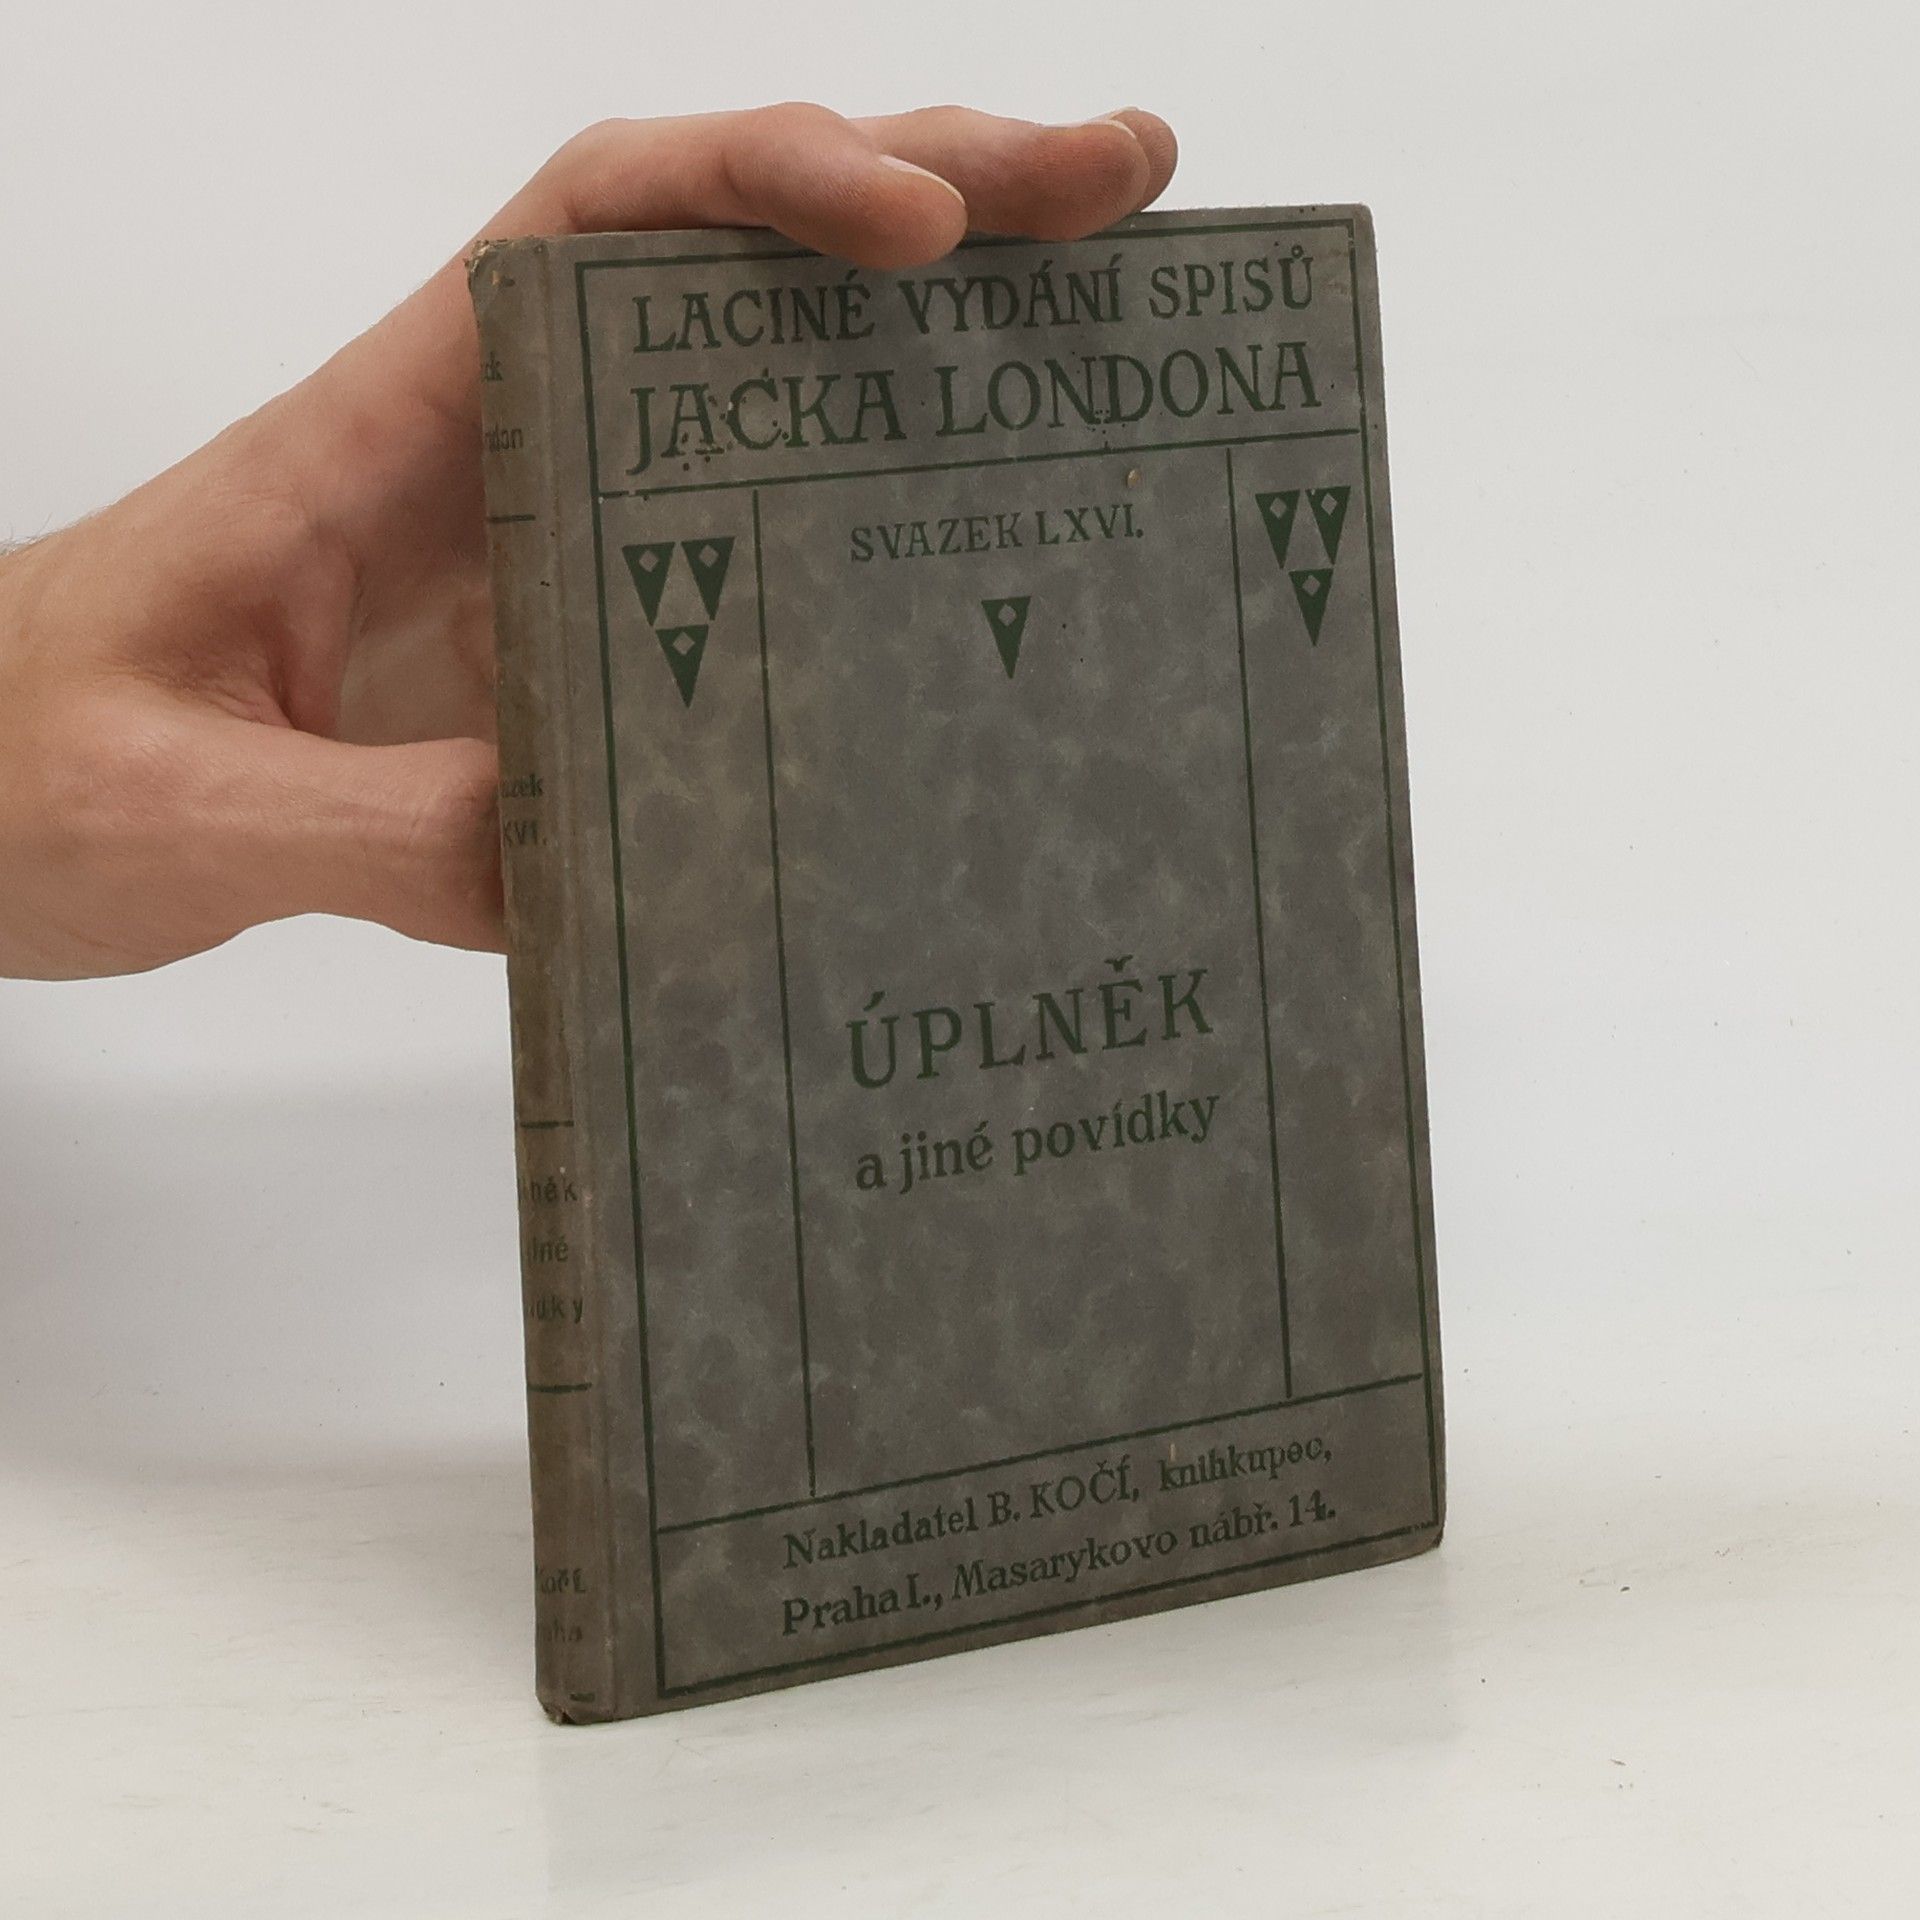 LACINÉ VYDÁNÍ SPISŮ
JACKA LONDONA
SVAZEK LXVI.
ÚPLNĚK
a jiné povídky
Nakladatel B. KOČÍ, knihkupec,
Praha I., Masarykovo nábř. 14.